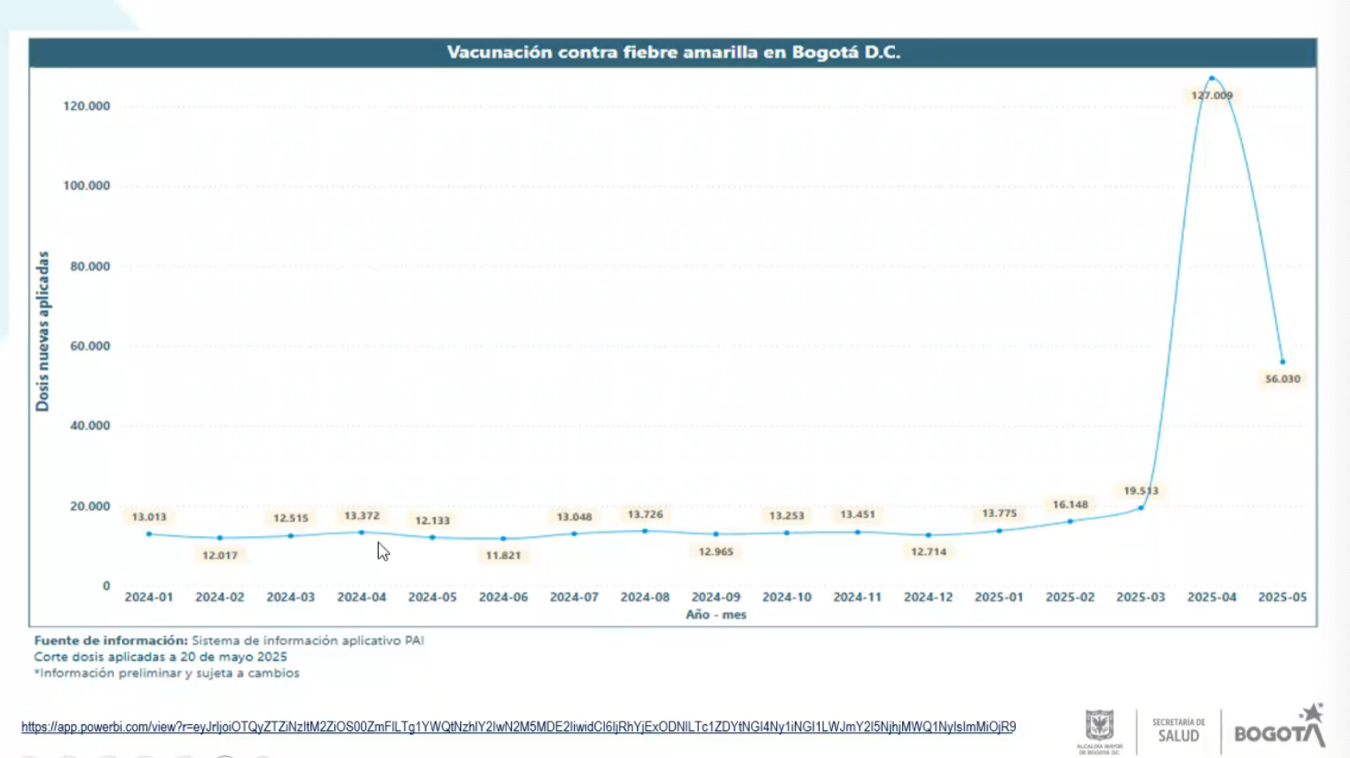 Vacunación contra fiebre amarilla en Bogotá D.C.
Dosis nuevas aplicadas
120.000
100.000
80.000
60.000
40.000
20.000
0
13.013
12.017
12.515
13.372
12.133
11.821
13.048
13.726
12.965
13.253
13.451
12.714
13.775
16.148
19.513
127.009
56.030
2024-01 2024-02 2024-03 2024-04 2024-05 2024-06 2024-07 2024-08 2024-09 2024-10 2024-11 2024-12 2025-01 2025-02 2025-03 2025-04 2025-05
Año - mes
Fuente de información: Sistema de información aplicativo PAI
Corte dosis aplicadas a 20 de mayo 2025
*Información preliminar y sujeta a cambios
ALCALDÍA MAYOR
DE BOGOTÁ D.C.
SECRETARÍA DE
SALUD
BOGOTÁ